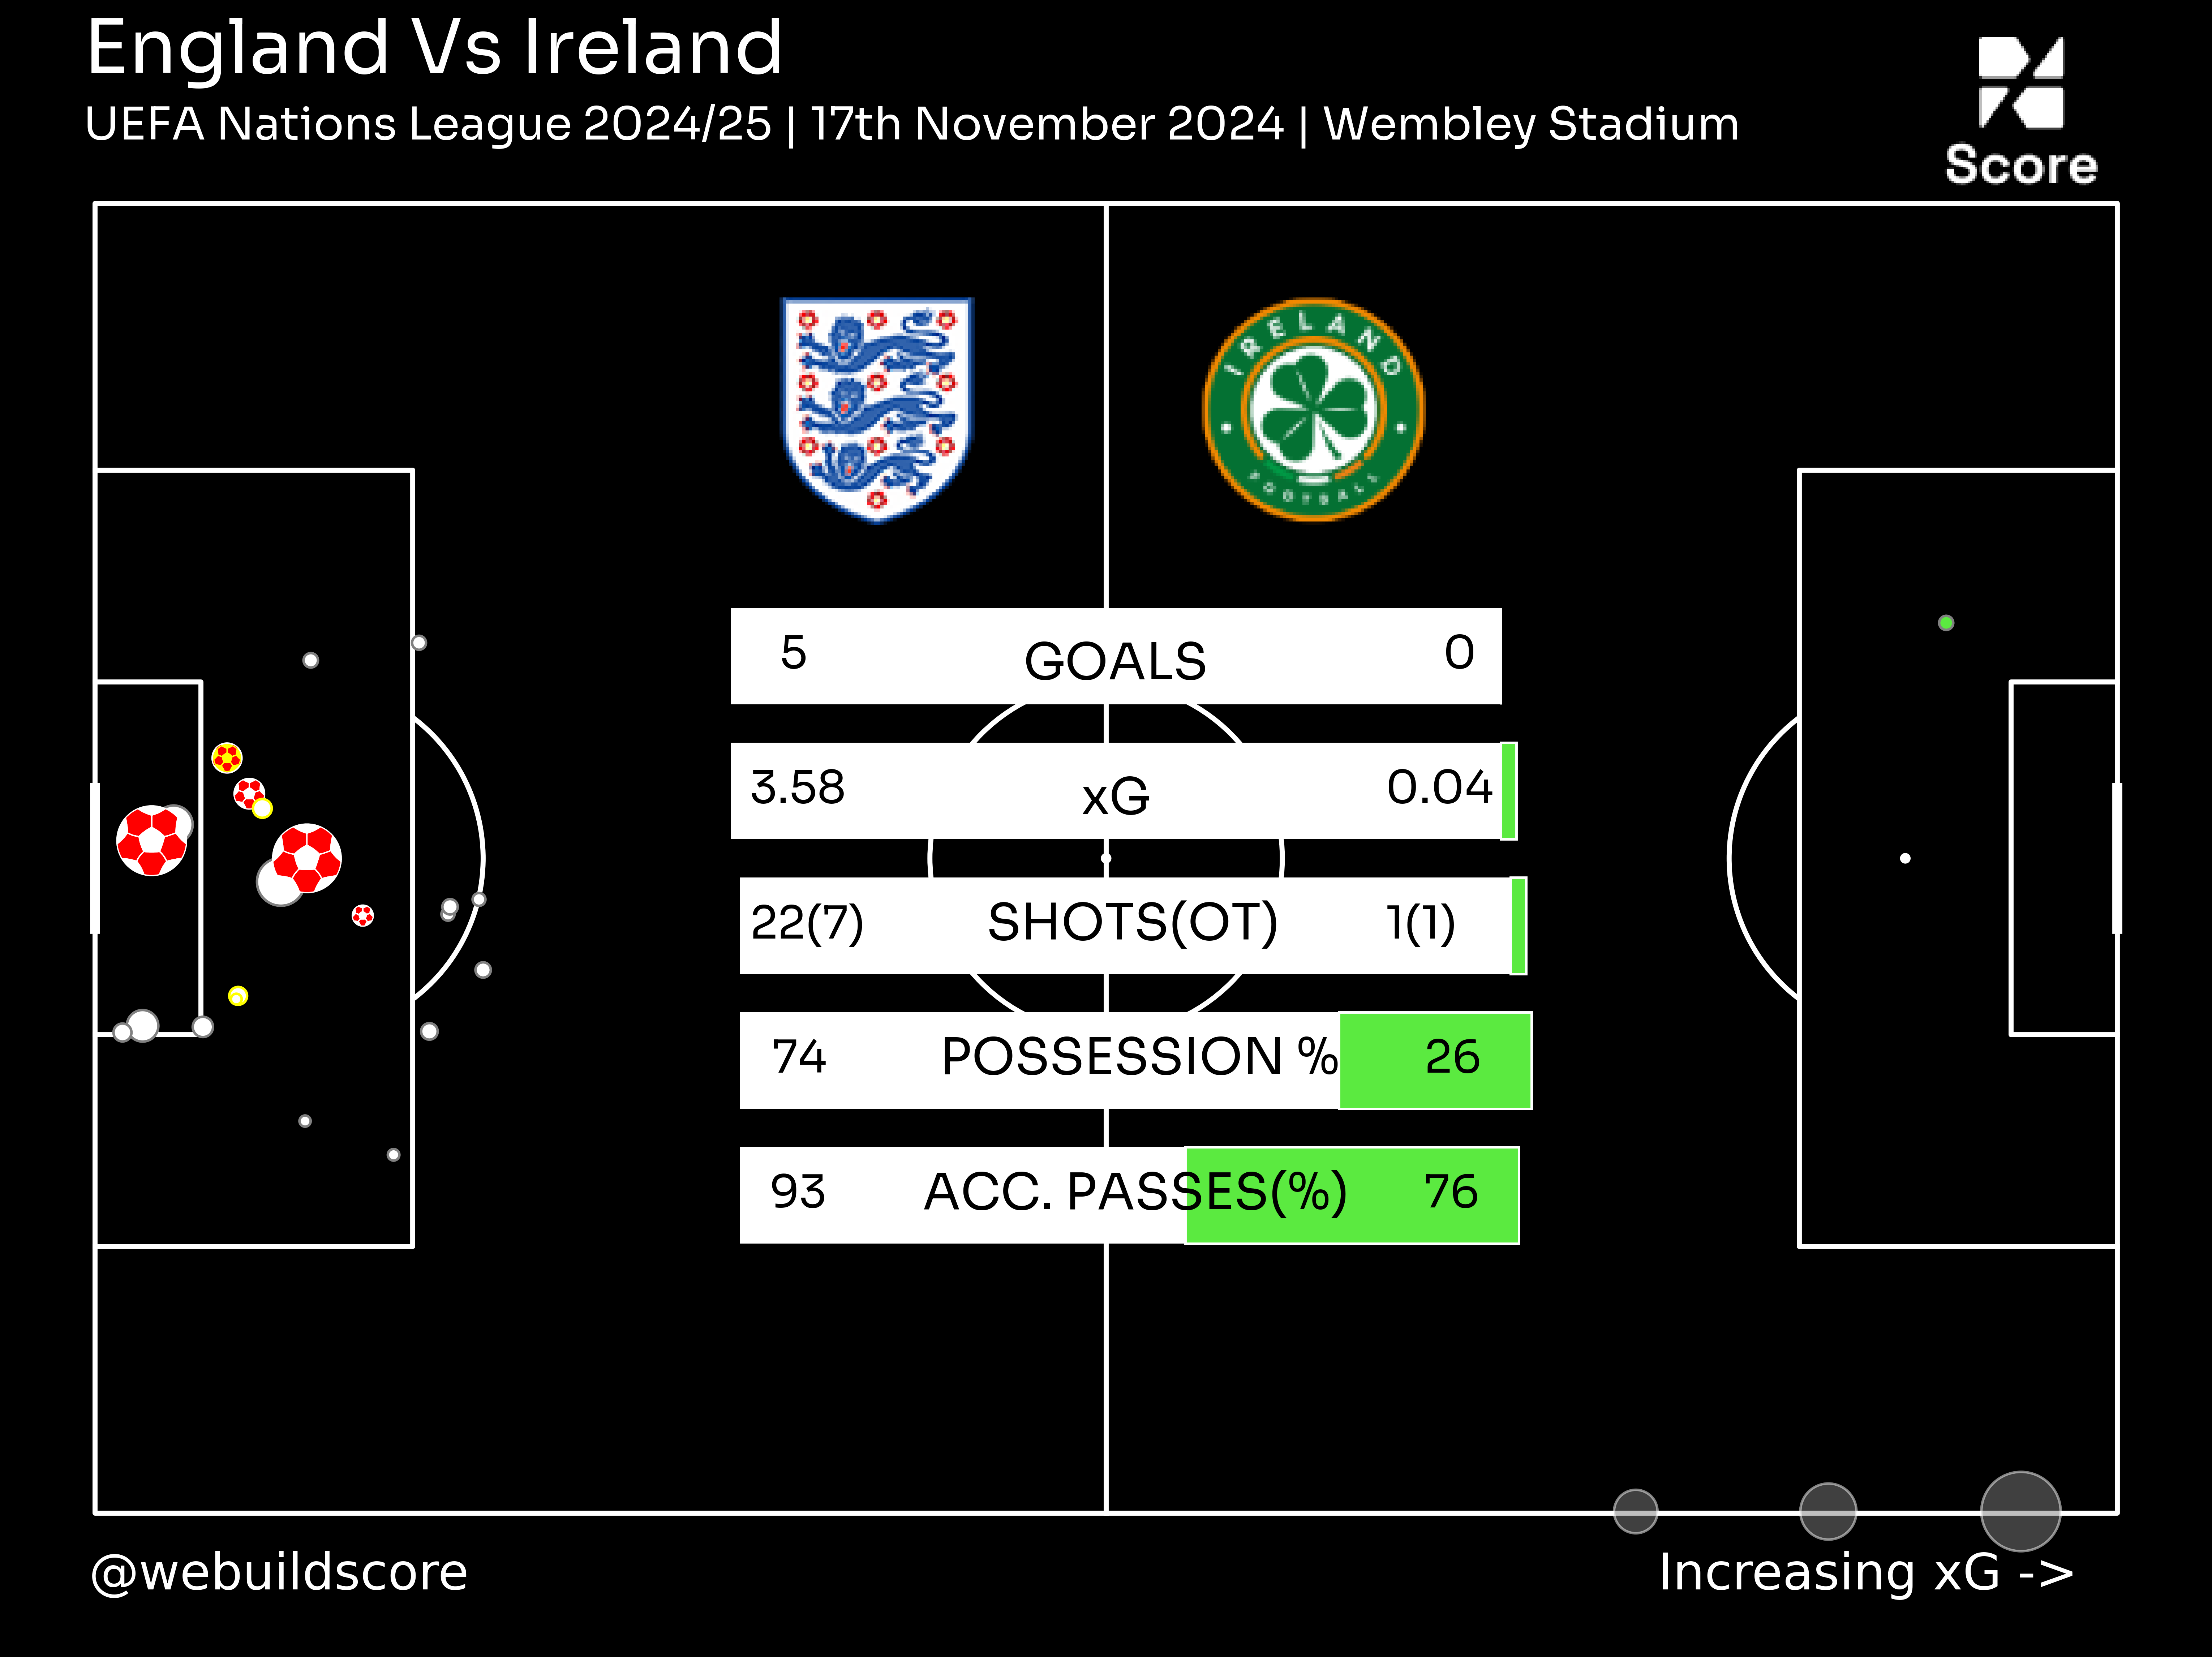 England Vs Ireland
UEFA Nations League 2024/25 | 17th November 2024 | Wembley Stadium
Score
IRELAND
FOOTBALL
5 GOALS 0
3.58 xG 0.04
22(7) SHOTS(OT) 1(1)
74 POSSESSION % 26
93 ACC. PASSES(%) 76
@webuildscore
Increasing xG ->